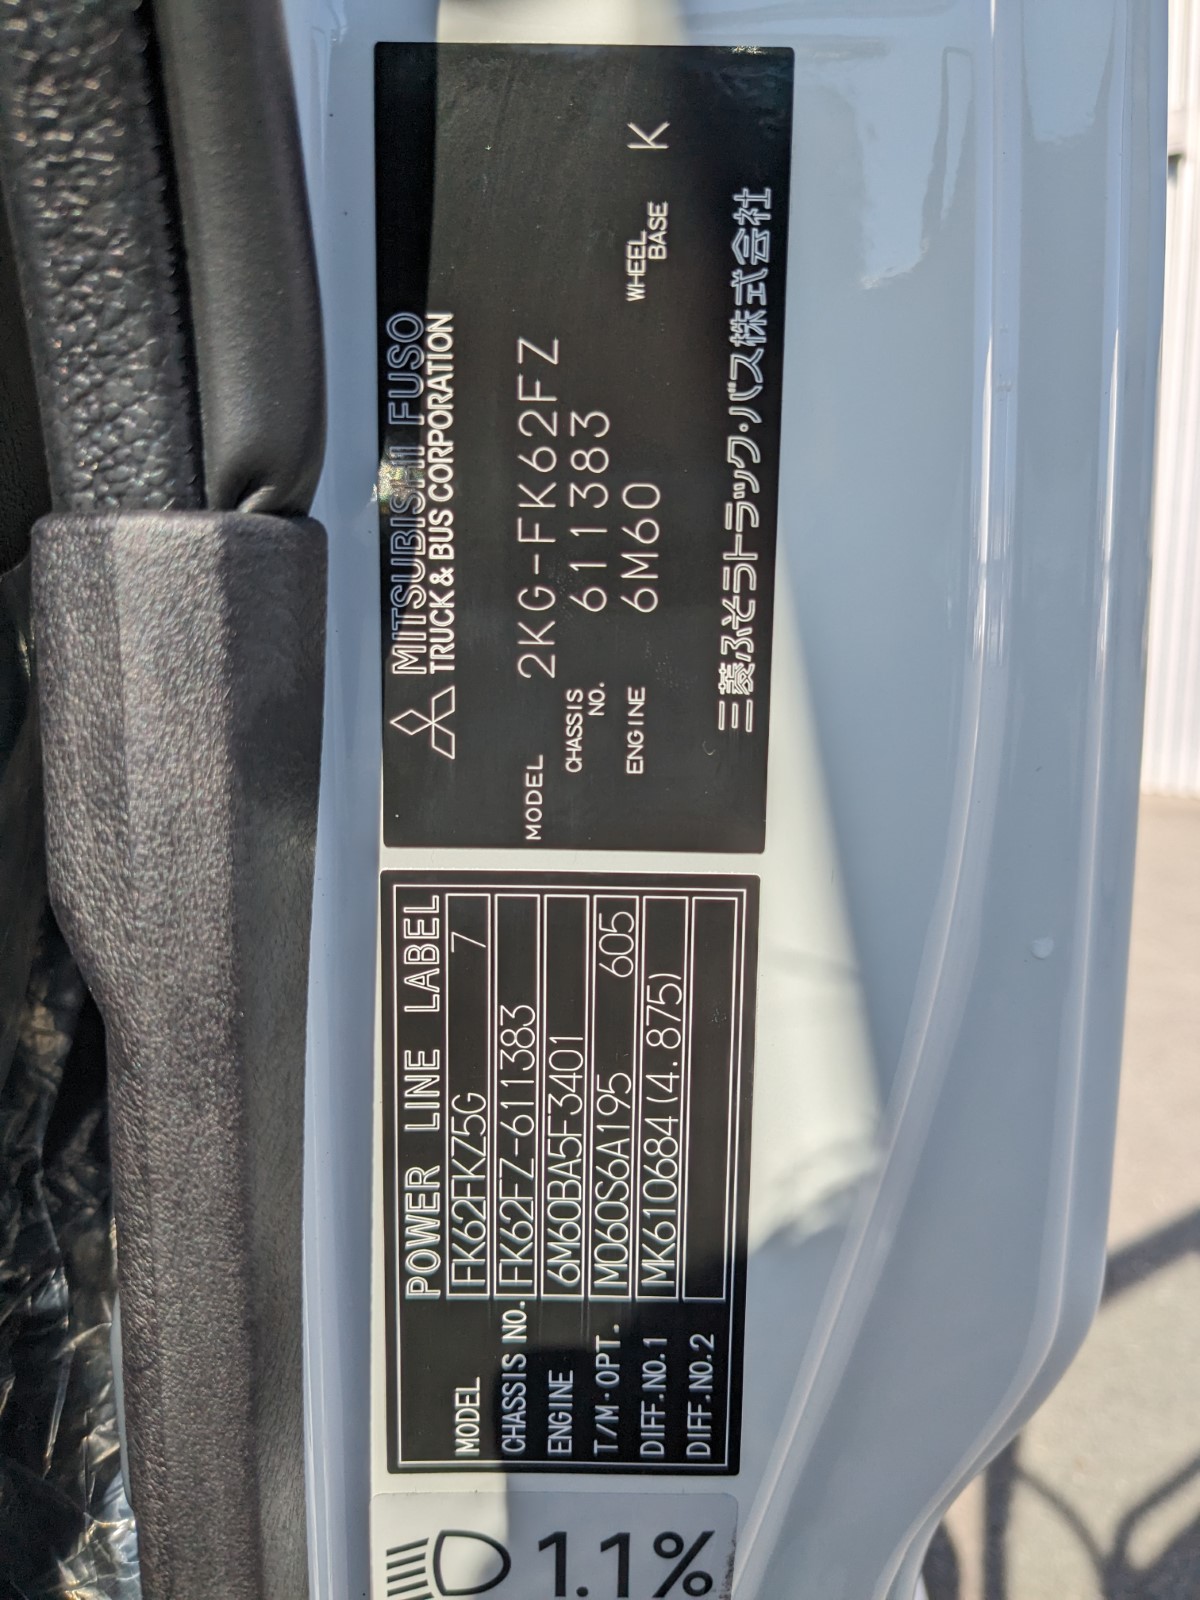 MITSUBISHI FUSO
TRUCK & BUS CORPORATION
MODEL 2KG-FK62FZ
CHASSIS NO. 611383
ENGINE 6M60 WHEEL BASE K
三菱ふそうトラック・バス株式会社
POWER LINE LABEL
MODEL FK62FKZ5G 7
CHASSIS NO. FK62FZ-611383
ENGINE 6M60BA5F3401
T/M·OPT. M060S6A195 605
DIFF.NO.1 MK610684(4.875)
DIFF.NO.2
1.1%